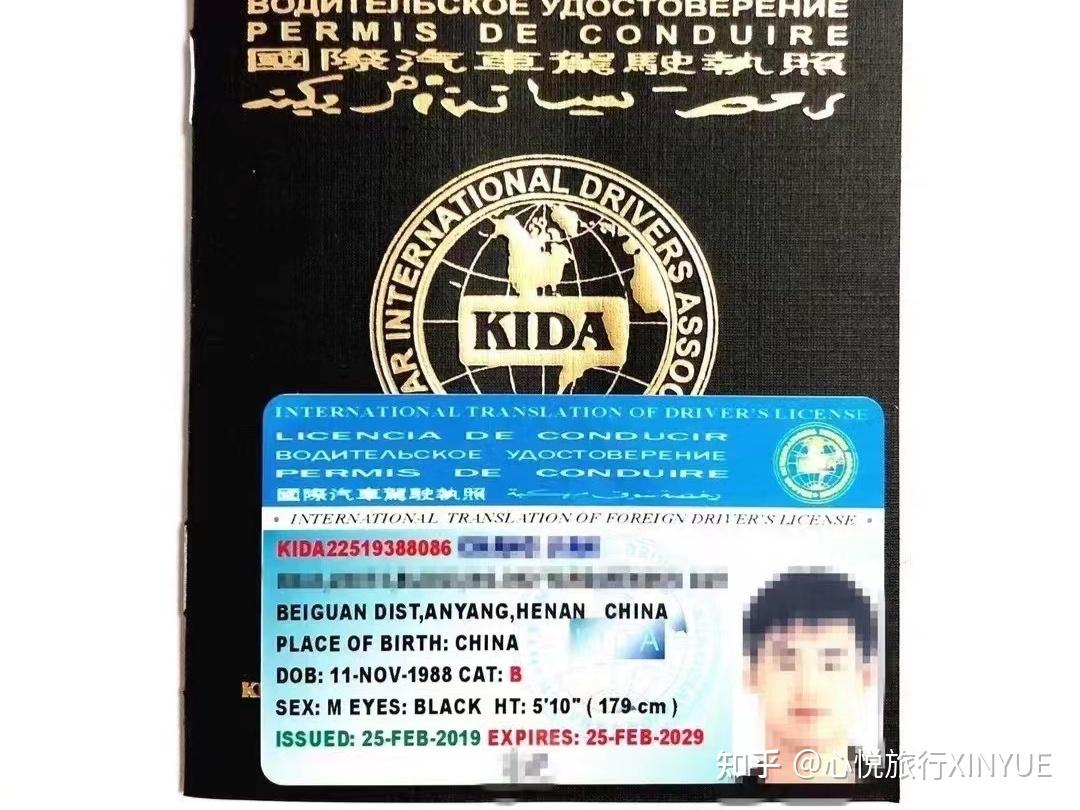 ВОДИТЕЛЬСКОЕ УДОСТОВЕРЕНИЕ
PERMIS DE CONDUIRE
國際汽車駕駛執照
AR INTERNATIONAL DRIVERS ASSOC
KIDA
INTERNATIONAL TRANSLATION OF DRIVER'S LICENSE
LICENCIA DE CONDUCIR
ВОДИТЕЛЬСКОЕ УДОСТОВЕРЕНИЕ
PERMIS DE CONDUIRE
國際汽車駕駛執照
• INTERNATIONAL TRANSLATION OF FOREIGN DRIVER'S LICENSE •
KIDA22519388086
BEIGUAN DIST,ANYANG,HENAN CHINA
PLACE OF BIRTH: CHINA
DOB: 11-NOV-1988 CAT: B
SEX: M EYES: BLACK HT: 5'10" ( 179 cm )
ISSUED: 25-FEB-2019 EXPIRES: 25-FEB-2029
知乎 @心悦旅行XINYUE